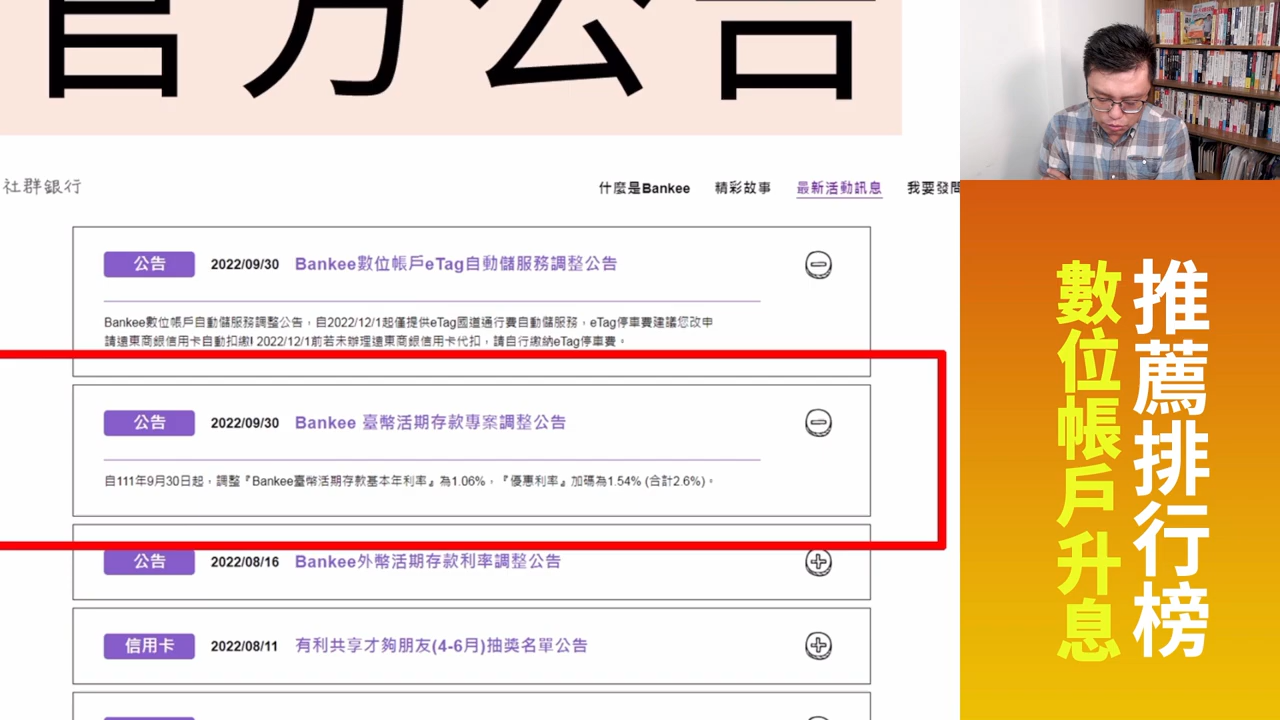 官方公告
社群銀行
什麼是Bankee 精彩故事 最新活動訊息 我要發問
公告 2022/09/30 Bankee數位帳戶eTag自動儲服務調整公告
Bankee數位帳戶自動儲服務調整公告，自2022/12/1起僅提供eTag國道通行費自動儲服務，eTag停車費建議您改申
請遠東商銀信用卡自動扣繳! 2022/12/1前若未辦理遠東商銀信用卡代扣，請自行繳納eTag停車費。
公告 2022/09/30 Bankee 臺幣活期存款專案調整公告
自111年9月30日起，調整『Bankee臺幣活期存款基本年利率』為1.06%，『優惠利率』加碼為1.54% (合計2.6%)。
公告 2022/08/16 Bankee外幣活期存款利率調整公告
信用卡 2022/08/11 有利共享才夠朋友(4-6月)抽獎名單公告
推薦排行榜
數位帳戶升息